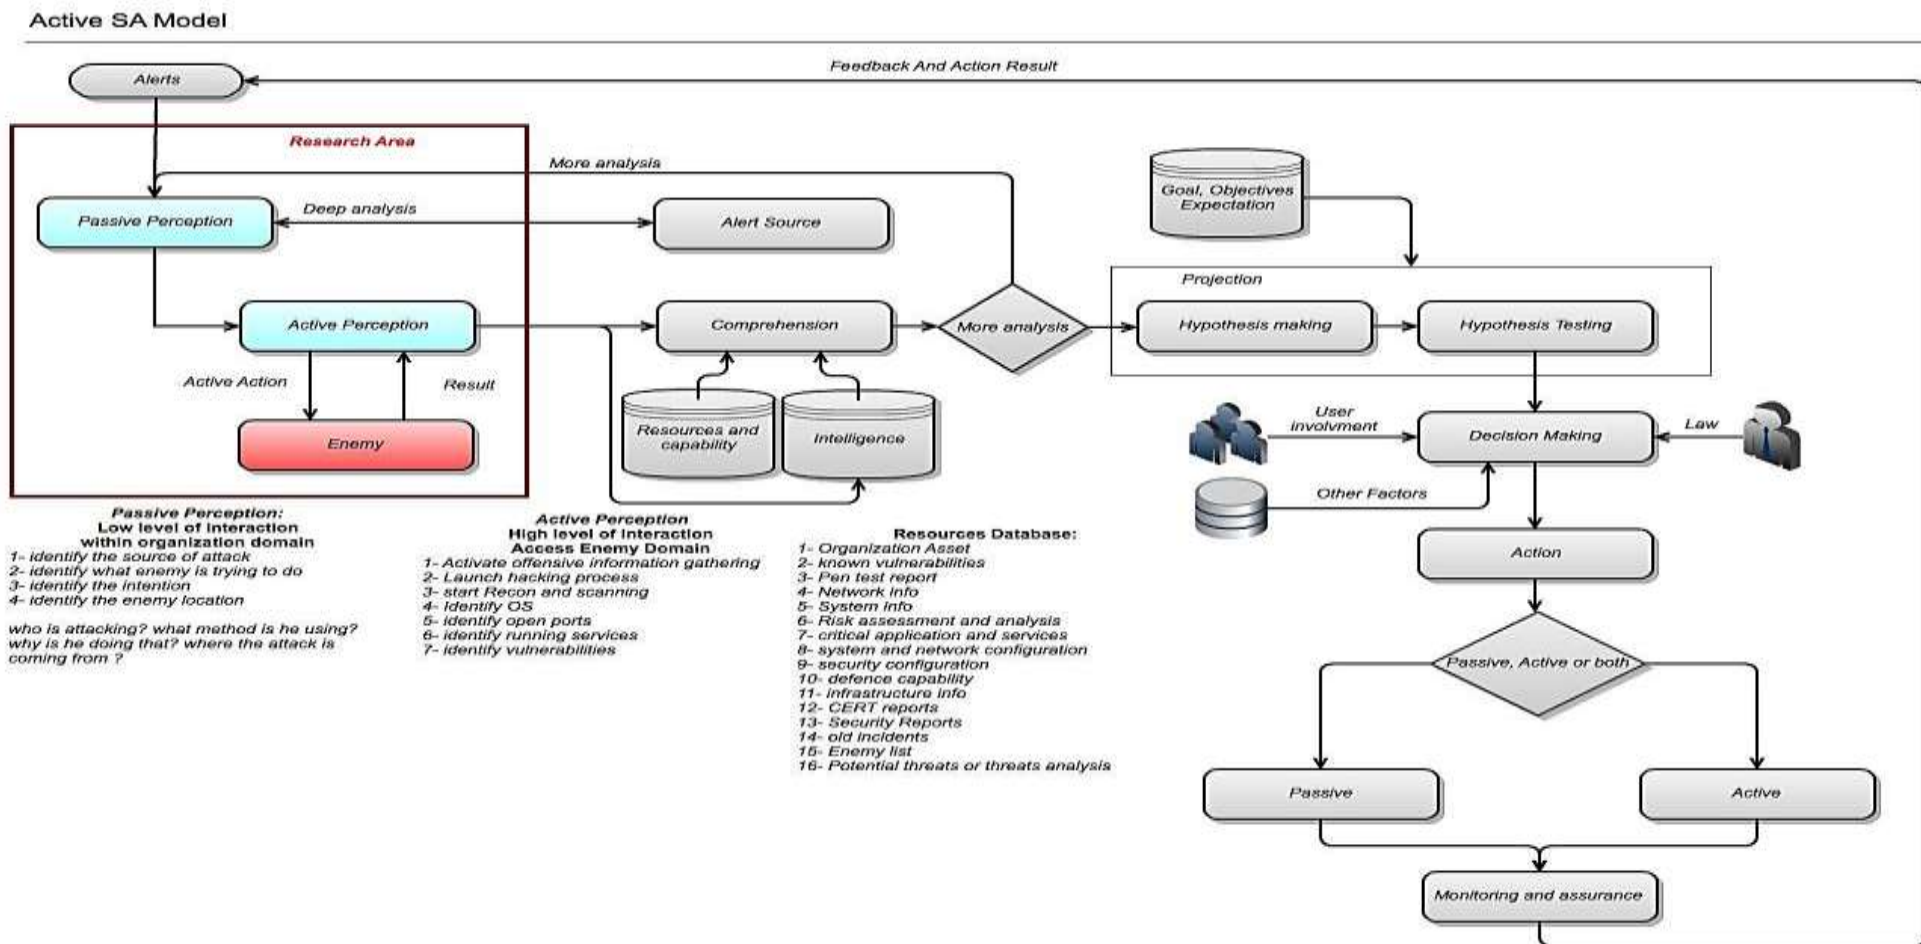 Active SA Model
Alerts
Feedback And Action Result
Research Area
More analysis
Goal, Objectives
Expectation
Passive Perception
Deep analysis
Alert Source
Projection
Active Perception
Comprehension
More analysis
Hypothesis making
Hypothesis Testing
Active Action
Result
Enemy
Resources and
capability
Intelligence
User
involvment
Decision Making
Law
Other Factors
Passive Perception:
Low level of Interaction
within organization domain
1- identify the source of attack
2- identify what enemy is trying to do
3- identify the intention
4- identify the enemy location
who is attacking? what method is he using?
why is he doing that? where the attack is
coming from ?
Active Perception
High level of Interaction
Access Enemy Domain
1- Activate offensive information gathering
2- Launch hacking process
3- start Recon and scanning
4- Identify OS
5- identify open ports
6- identify running services
7- identify vulnerabilities
Resources Database:
1- Organization Asset
2- known vulnerabilities
3- Pen test report
4- Network Info
5- System Info
6- Risk assessment and analysis
7- critical application and services
8- system and network configuration
9- security configuration
10- defence capability
11- infrastructure info
12- CERT reports
13- Security Reports
14- old incidents
15- Enemy list
16- Potential threats or threats analysis
Action
Passive, Active or both
Passive
Active
Monitoring and assurance